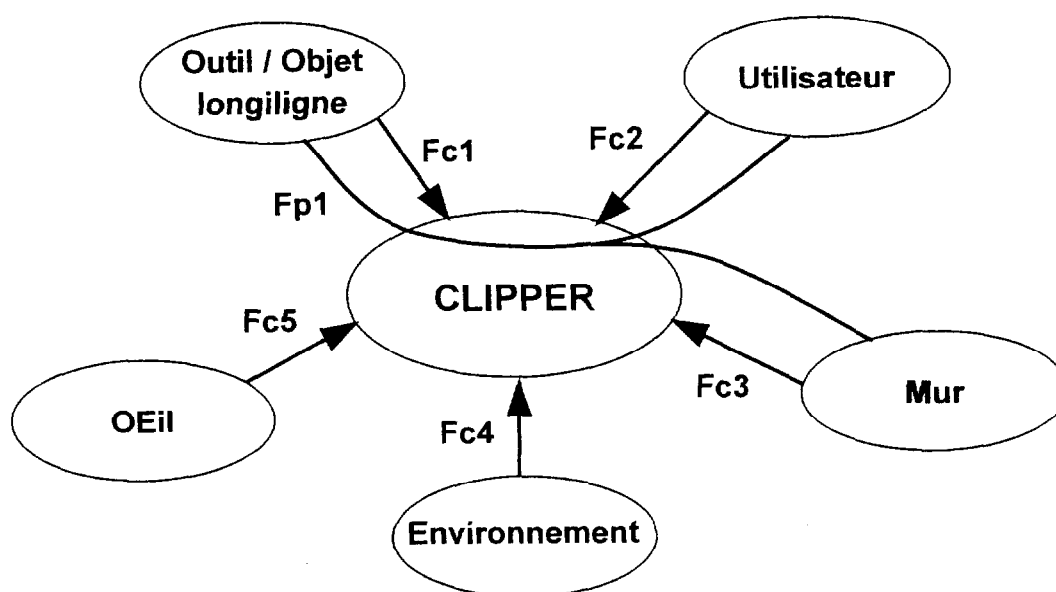 Outil / Objet
longiligne
Utilisateur
Fc1
Fc2
Fp1
CLIPPER
Fc5
Fc3
Mur
OEil
Fc4
Environnement